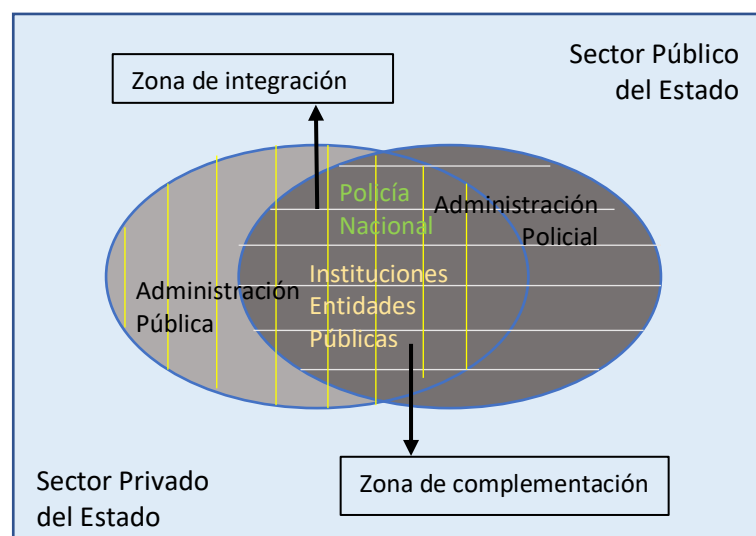 Zona de integración
Sector Público
del Estado
Policía
Nacional
Administración
Policial
Instituciones
Entidades
Públicas
Administración
Pública
Sector Privado
del Estado
Zona de complementación